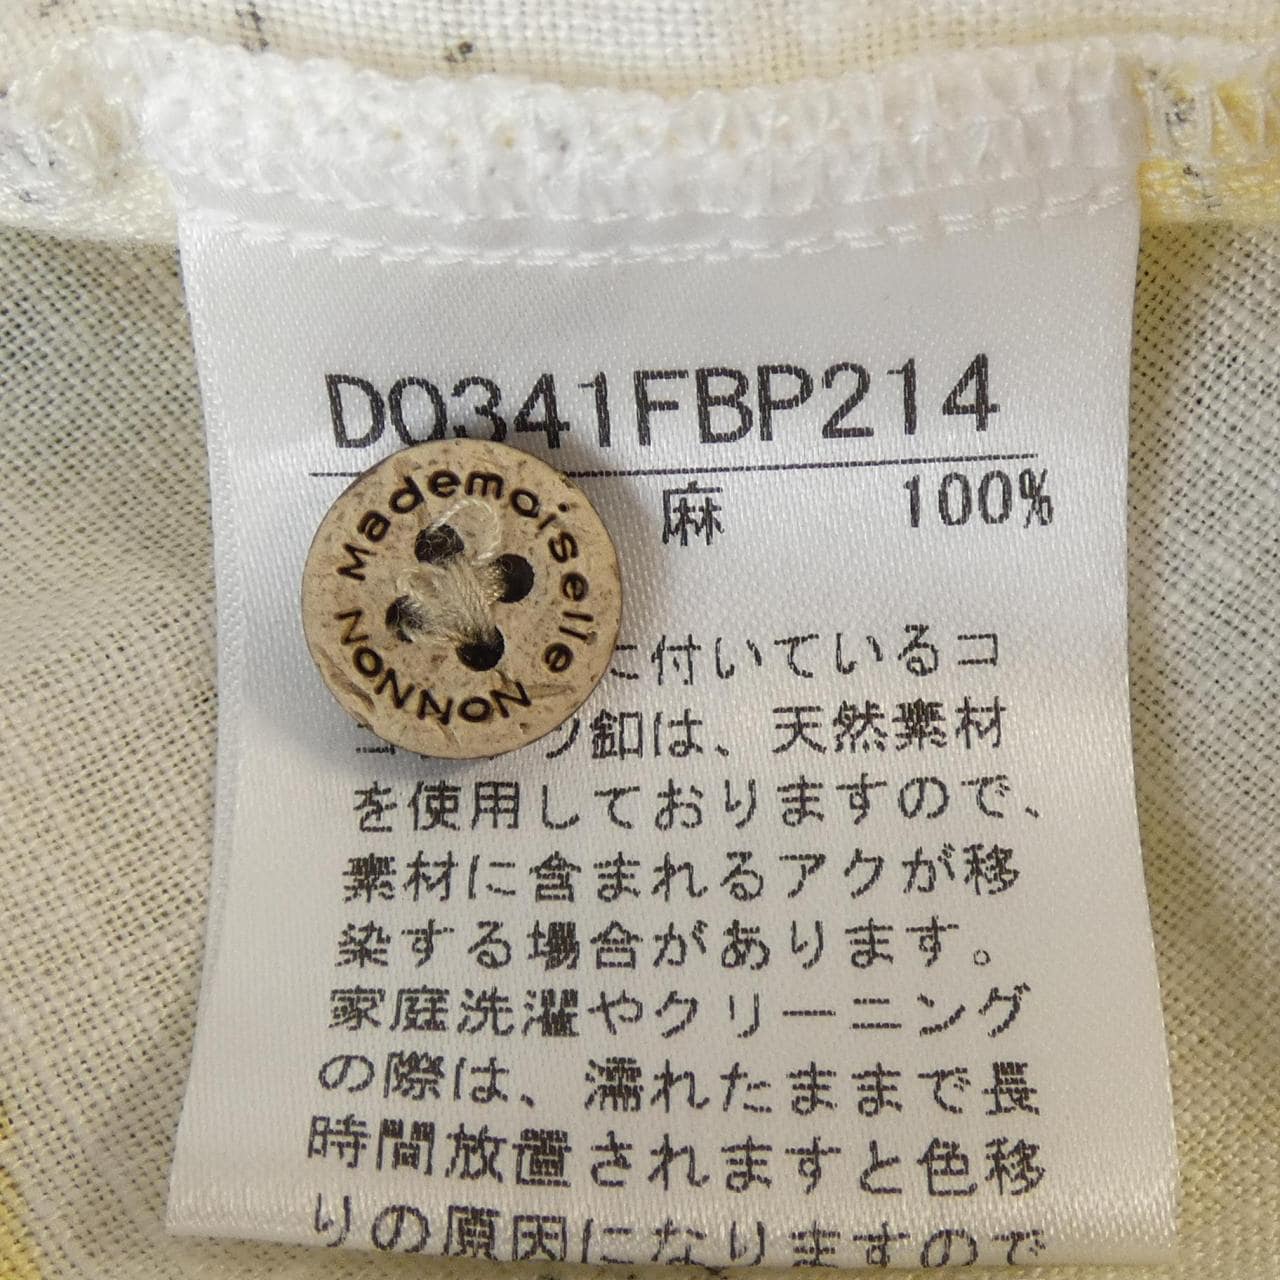 DO341FBP214
麻 100%
Mademoiselle
NONNON
に付いているコ
ツ釦は、天然素材
を使用しておりますので、
素材に含まれるアクが移
染する場合があります。
家庭洗濯やクリーニング
の際は、濡れたままで長
時間放置されますと色移
りの原因になりますので